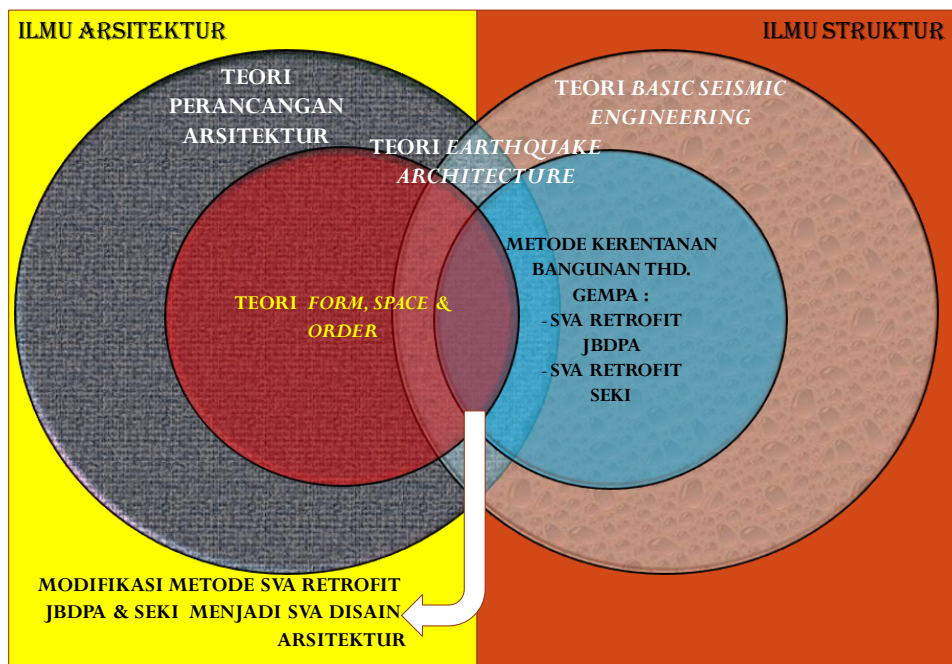 ILMU ARSITEKTUR
ILMU STRUKTUR
TEORI
PERANCANGAN
ARSITEKTUR
TEORI BASIC SEISMIC
ENGINEERING
TEORI EARTHQUAKE
ARCHITECTURE
TEORI FORM, SPACE &
ORDER
METODE KERENTANAN
BANGUNAN THD.
GEMPA :
-SVA RETROFIT
JBDPA
-SVA RETROFIT
SEKI
MODIFIKASI METODE SVA RETROFIT
JBDPA & SEKI MENJADI SVA DISAIN
ARSITEKTUR